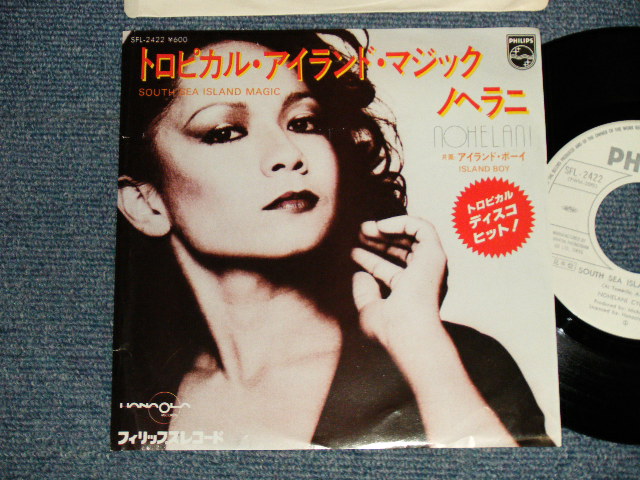 SFL-2422 ¥600
PHILIPS
トロピカル・アイランド・マジック
SOUTH SEA ISLAND MAGIC
ノヘラニ
NOHELANI
アイランド・ボーイ
ISLAND BOY
トロピカル
ディスコ
ヒット!
HANAOLA
フィリップスレコード
PH
SFL-2422
SOUTH SEA ISL
NOHELANI CY